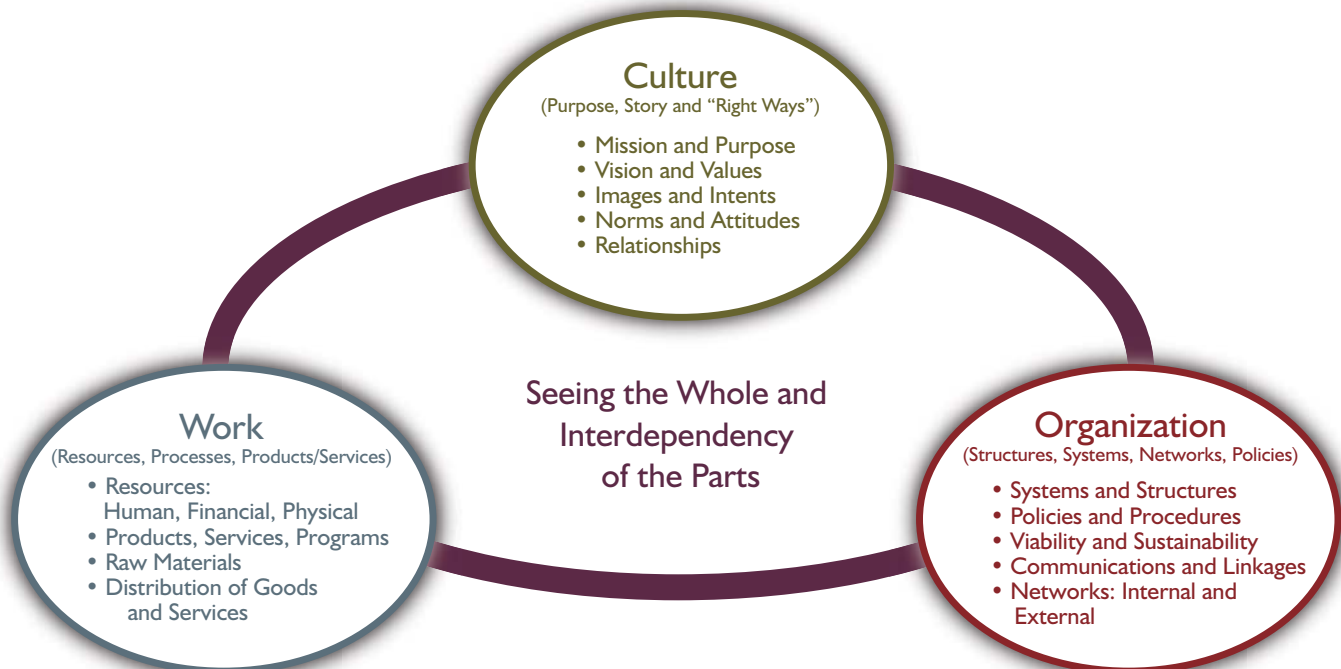 Culture
(Purpose, Story and “Right Ways”)
• Mission and Purpose
• Vision and Values
• Images and Intents
• Norms and Attitudes
• Relationships
Seeing the Whole and
Interdependency
of the Parts
Work
(Resources, Processes, Products/Services)
• Resources:
Human, Financial, Physical
• Products, Services, Programs
• Raw Materials
• Distribution of Goods
and Services
Organization
(Structures, Systems, Networks, Policies)
• Systems and Structures
• Policies and Procedures
• Viability and Sustainability
• Communications and Linkages
• Networks: Internal and
External